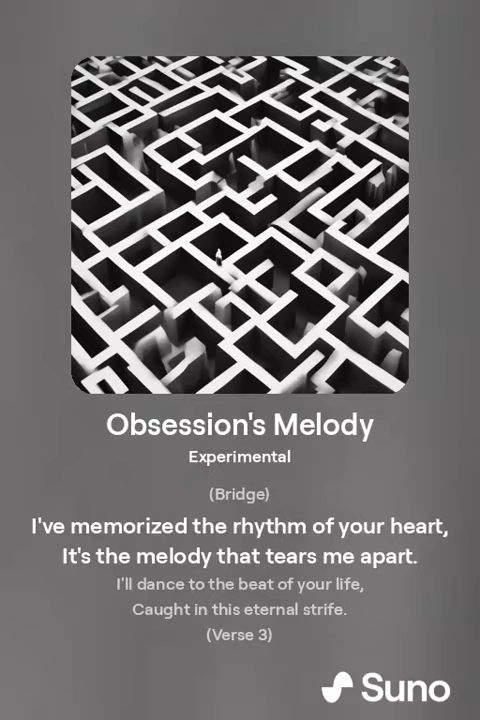 Obsession's Melody
Experimental
(Bridge)
I've memorized the rhythm of your heart,
It's the melody that tears me apart.
I'll dance to the beat of your life,
Caught in this eternal strife.
(Verse 3)
Suno